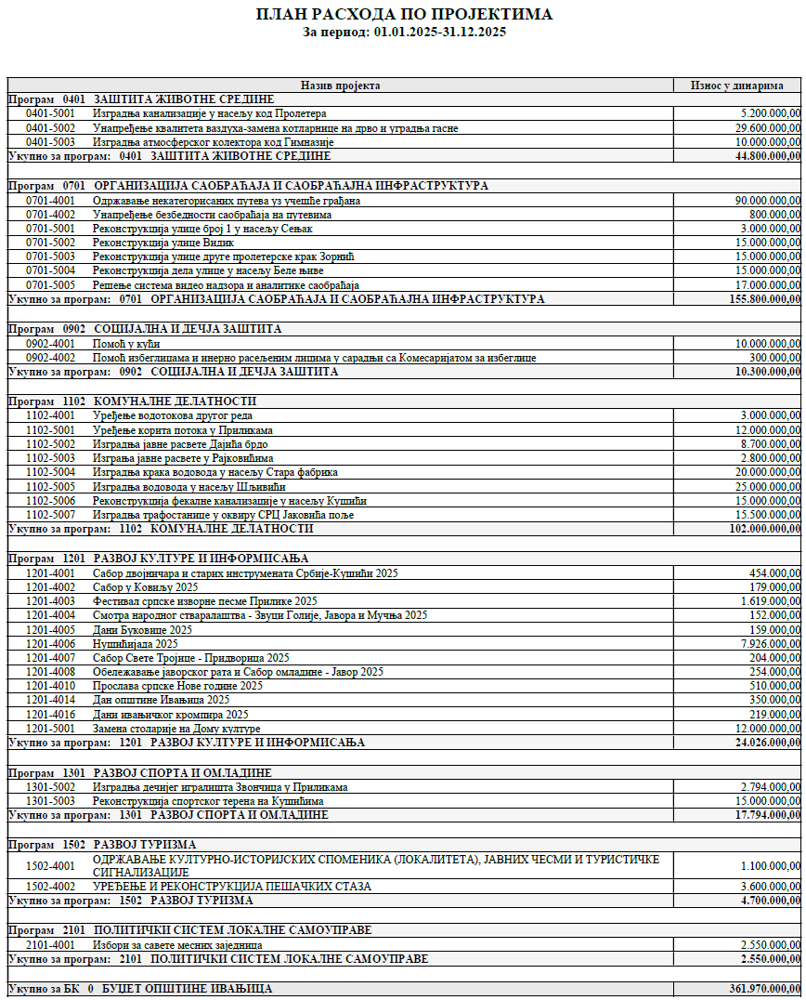 ПЛАН РАСХОДА ПО ПРОЈЕКТИМА
За период: 01.01.2025-31.12.2025
Назив пројекта Износ у динарима
Програм 0401 ЗАШТИТА ЖИВОТНЕ СРЕДИНЕ
0401-5001 Изградња канализације у насељу код Пролетера 5.200.000,00
0401-5002 Унапређење квалитета ваздуха-замена котларнице на дрво и уградња гасне 29.600.000,00
0401-5003 Изградња атмосферског колектора код Гимназије 10.000.000,00
Укупно за програм: 0401 ЗАШТИТА ЖИВОТНЕ СРЕДИНЕ 44.800.000,00
Програм 0701 ОРГАНИЗАЦИЈА САОБРАЋАЈА И САОБРАЋАЈНА ИНФРАСТРУКТУРА
0701-4001 Одржавање некатегорисаних путева уз учешће грађана 90.000.000,00
0701-4002 Унапређење безбедности саобраћаја на путевима 800.000,00
0701-5001 Реконструкција улице број 1 у насељу Сењак 3.000.000,00
0701-5002 Реконструкција улице Видик 15.000.000,00
0701-5003 Реконструкција улице друге пролетерске крак Зорнић 15.000.000,00
0701-5004 Реконструкција дела улице у насељу Беле њиве 15.000.000,00
0701-5005 Решење система видео надзора и аналитике саобраћаја 17.000.000,00
Укупно за програм: 0701 ОРГАНИЗАЦИЈА САОБРАЋАЈА И САОБРАЋАЈНА ИНФРАСТРУКТУРА 155.800.000,00
Програм 0902 СОЦИЈАЛНА И ДЕЧЈА ЗАШТИТА
0902-4001 Помоћ у кући 10.000.000,00
0902-4002 Помоћ избеглицама и инерно расељеним лицима у сарадњи са Комесаријатом за избеглице 300.000,00
Укупно за програм: 0902 СОЦИЈАЛНА И ДЕЧЈА ЗАШТИТА 10.300.000,00
Програм 1102 КОМУНАЛНЕ ДЕЛАТНОСТИ
1102-4001 Уређење водотокова другог реда 3.000.000,00
1102-5001 Уређење корита потока у Приликама 12.000.000,00
1102-5002 Изградња јавне расвете Дајића брдо 8.700.000,00
1102-5003 Изграња јавне расвете у Рајковићима 2.800.000,00
1102-5004 Изградња крака водовода у насељу Стара фабрика 20.000.000,00
1102-5005 Изградња водовода у насељу Шљивићи 25.000.000,00
1102-5006 Реконструкција фекалне канализације у насељу Кушићи 15.000.000,00
1102-5007 Изградња трафостанице у оквиру СРЦ Јаковића поље 15.500.000,00
Укупно за програм: 1102 КОМУНАЛНЕ ДЕЛАТНОСТИ 102.000.000,00
Програм 1201 РАЗВОЈ КУЛТУРЕ И ИНФОРМИСАЊА
1201-4001 Сабор двојничара и старих инструмената Србије-Кушићи 2025 454.000,00
1201-4002 Сабор у Ковиљу 2025 179.000,00
1201-4003 Фестивал српске изворне песме Прилике 2025 1.619.000,00
1201-4004 Смотра народног стваралаштва - Звуци Голије, Јавора и Мучња 2025 152.000,00
1201-4005 Дани Буковице 2025 159.000,00
1201-4006 Нушићијада 2025 7.926.000,00
1201-4007 Сабор Свете Тројице - Придворица 2025 204.000,00
1201-4008 Обележавање јаворског рата и Сабор омладине - Јавор 2025 254.000,00
1201-4010 Прослава српске Нове године 2025 510.000,00
1201-4014 Дан општине Ивањица 2025 350.000,00
1201-4016 Дани ивањичког кромпира 2025 219.000,00
1201-5001 Замена столарије на Дому културе 12.000.000,00
Укупно за програм: 1201 РАЗВОЈ КУЛТУРЕ И ИНФОРМИСАЊА 24.026.000,00
Програм 1301 РАЗВОЈ СПОРТА И ОМЛАДИНЕ
1301-5002 Изградња дечијег игралишта Звончица у Приликама 2.794.000,00
1301-5003 Реконструкција спортског терена на Кушићима 15.000.000,00
Укупно за програм: 1301 РАЗВОЈ СПОРТА И ОМЛАДИНЕ 17.794.000,00
Програм 1502 РАЗВОЈ ТУРИЗМА
1502-4001 ОДРЖАВАЊЕ КУЛТУРНО-ИСТОРИЈСКИХ СПОМЕНИКА (ЛОКАЛИТЕТА), ЈАВНИХ ЧЕСМИ И ТУРИСТИЧКЕ
СИГНАЛИЗАЦИЈЕ 1.100.000,00
1502-4002 УРЕЂЕЊЕ И РЕКОНСТРУКЦИЈА ПЕШАЧКИХ СТАЗА 3.600.000,00
Укупно за програм: 1502 РАЗВОЈ ТУРИЗМА 4.700.000,00
Програм 2101 ПОЛИТИЧКИ СИСТЕМ ЛОКАЛНЕ САМОУПРАВЕ
2101-4001 Избори за савете месних заједница 2.550.000,00
Укупно за програм: 2101 ПОЛИТИЧКИ СИСТЕМ ЛОКАЛНЕ САМОУПРАВЕ 2.550.000,00
Укупно за БК 0 БУЏЕТ ОПШТИНЕ ИВАЊИЦА 361.970.000,00